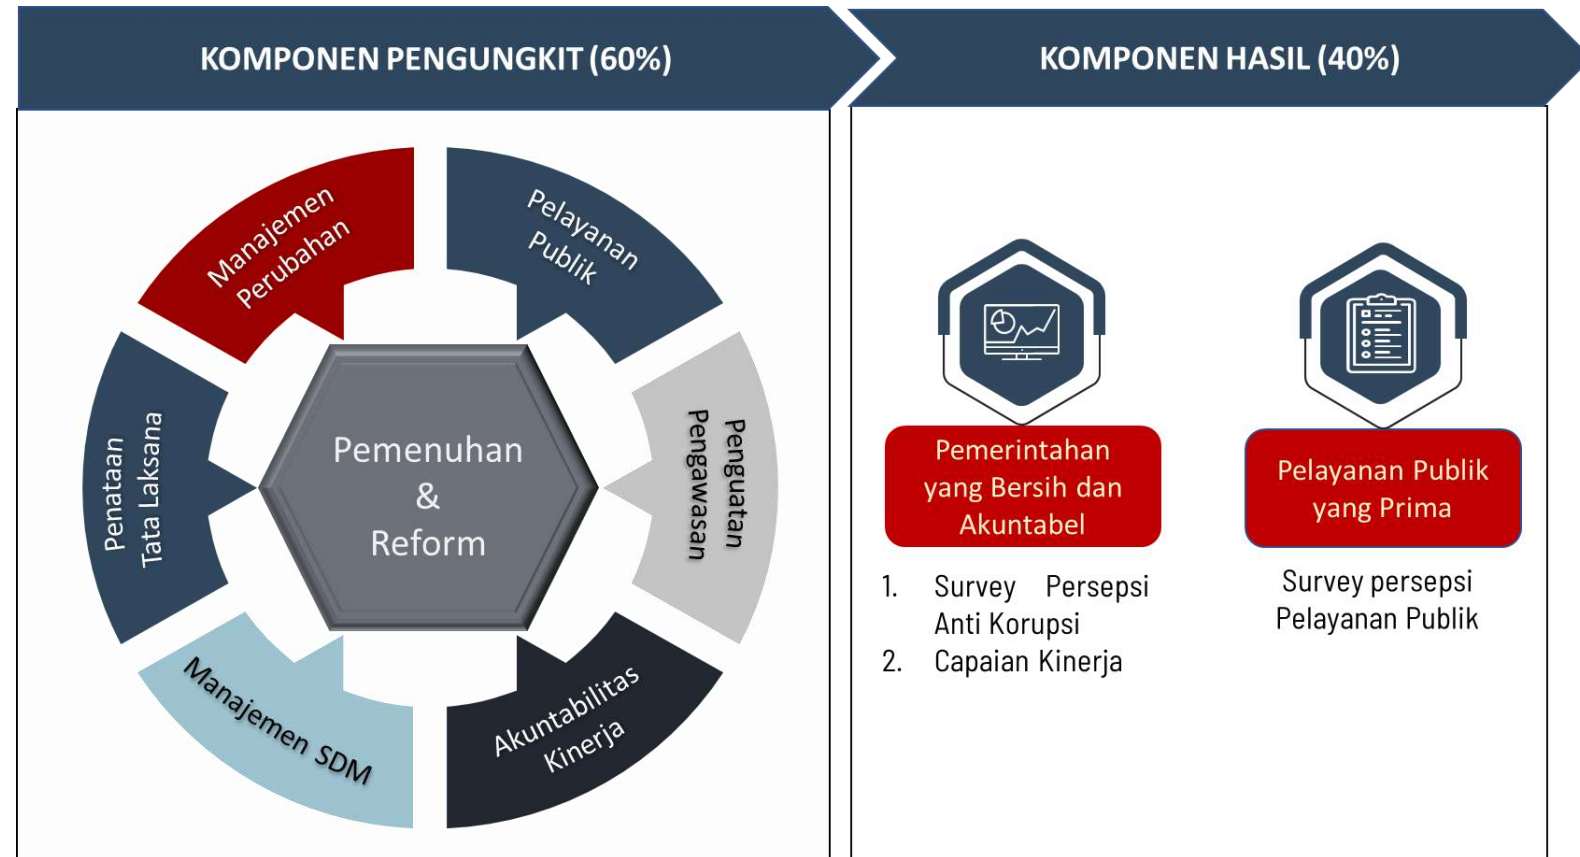 KOMPONEN PENGUNGKIT (60%)
KOMPONEN HASIL (40%)
Manajemen
Perubahan
Pelayanan
Publik
Penataan
Tata Laksana
Pemenuhan
&
Reform
Penguatan
Pengawasan
Manajemen SDM
Akuntabilitas
Kinerja
Pemerintahan
yang Bersih dan
Akuntabel
1. Survey Persepsi
Anti Korupsi
2. Capaian Kinerja
Pelayanan Publik
yang Prima
Survey persepsi
Pelayanan Publik